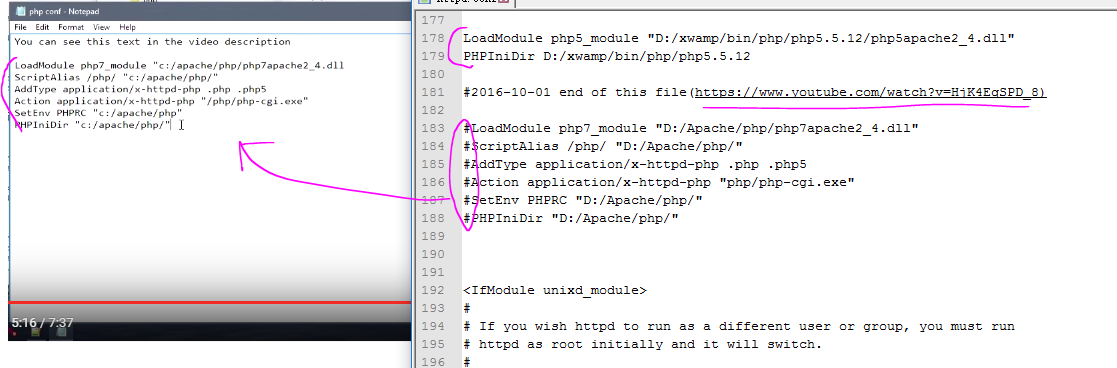 php conf - Notepad
File Edit Format View Help
You can see this text in the video description
LoadModule php7_module "c:/apache/php/php7apache2_4.dll
ScriptAlias /php/ "c:/apache/php/"
AddType application/x-httpd-php .php .php5
Action application/x-httpd-php "/php/php-cgi.exe"
SetEnv PHPRC "c:/apache/php"
PHPIniDir "c:/apache/php/"
5:16 / 7:37
177
178 LoadModule php5_module "D:/xwamp/bin/php/php5.5.12/php5apache2_4.dll"
179 PHPIniDir D:/xwamp/bin/php/php5.5.12
180
181 #2016-10-01 end of this file(https://www.youtube.com/watch?v=HjK4EqSPD_8)
182
183 #LoadModule php7_module "D:/Apache/php/php7apache2_4.dll"
184 #ScriptAlias /php/ "D:/Apache/php/"
185 #AddType application/x-httpd-php .php .php5
186 #Action application/x-httpd-php "php/php-cgi.exe"
187 #SetEnv PHPRC "D:/Apache/php/"
188 #PHPIniDir "D:/Apache/php/"
189
190
191
192 <IfModule unixd_module>
193 #
194 # If you wish httpd to run as a different user or group, you must run
195 # httpd as root initially and it will switch.
196 #